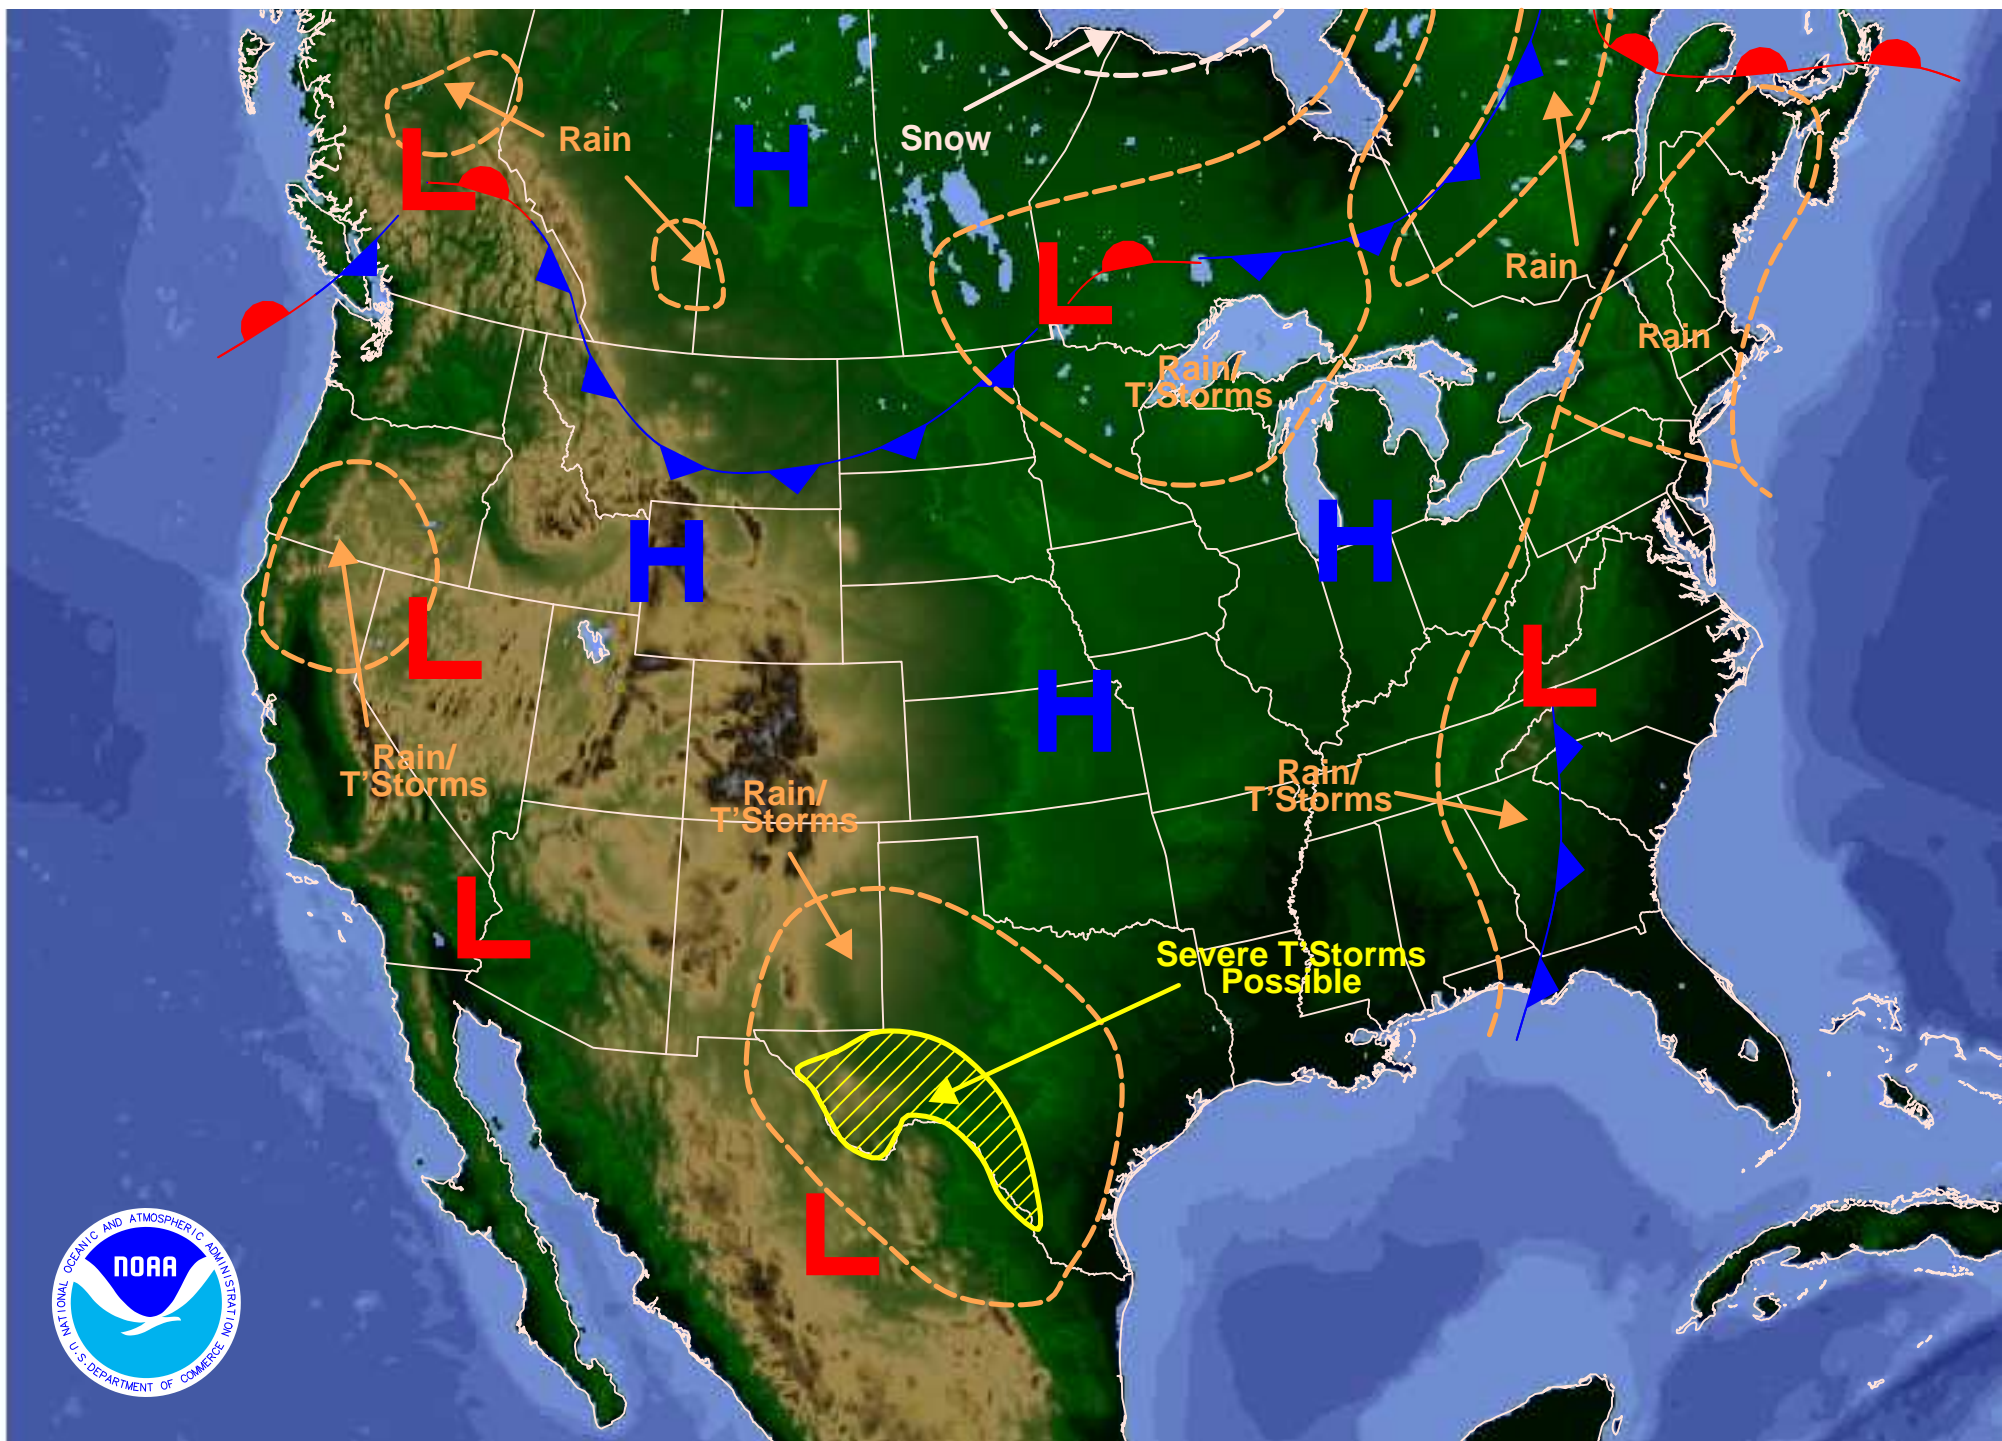 Rain
Snow
H
L
L
Rain
Rain
Rain/
T'Storms
H
H
L
L
H
Rain/
T'Storms
Rain/
T'Storms
Rain/
T'Storms
L
Severe T'Storms
Possible
L
NOAA
NATIONAL OCEANIC AND ATMOSPHERIC ADMINISTRATION
U.S. DEPARTMENT OF COMMERCE